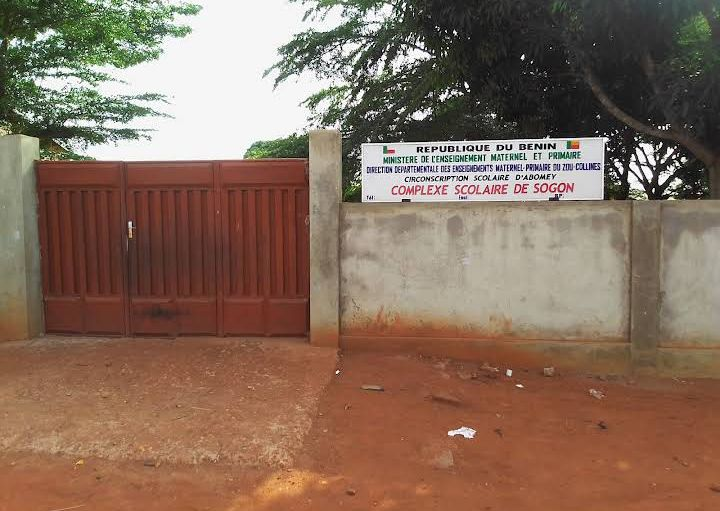 REPUBLIQUE DU BENIN
MINISTERE DE L'ENSEIGNEMENT MATERNEL ET PRIMAIRE
DIRECTION DEPARTEMENTALE DES ENSEIGNEMENTS MATERNEL-PRIMAIRE DU ZOU-COLLINES
CIRCONSCRIPTION SCOLAIRE D'ABOMEY
COMPLEXE SCOLAIRE DE SOGON